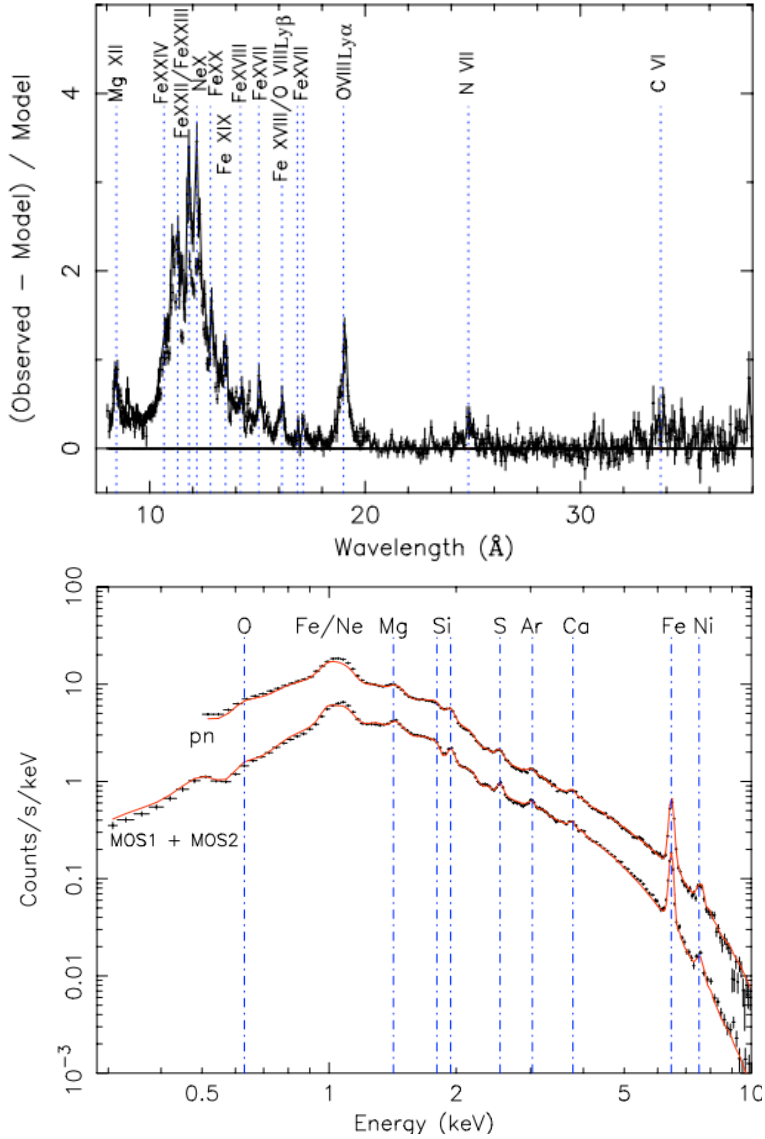 (Observed − Model) / Model
4
2
0
Mg XII
FeXXIV
FeXXII/FeXXIII
NeX
FeXX
Fe XIX
FeXVIII
FeXVII
Fe XVIII/O VIIILyβ
FeXVII
OVIIILyα
N VII
C VI
10
20
30
Wavelength (Å)
Counts/s/keV
100
10
1
0.1
0.01
10⁻³
O
Fe/Ne
Mg
Si
S
Ar
Ca
Fe
Ni
pn
MOS1 + MOS2
0.5
1
2
5
10
Energy (keV)